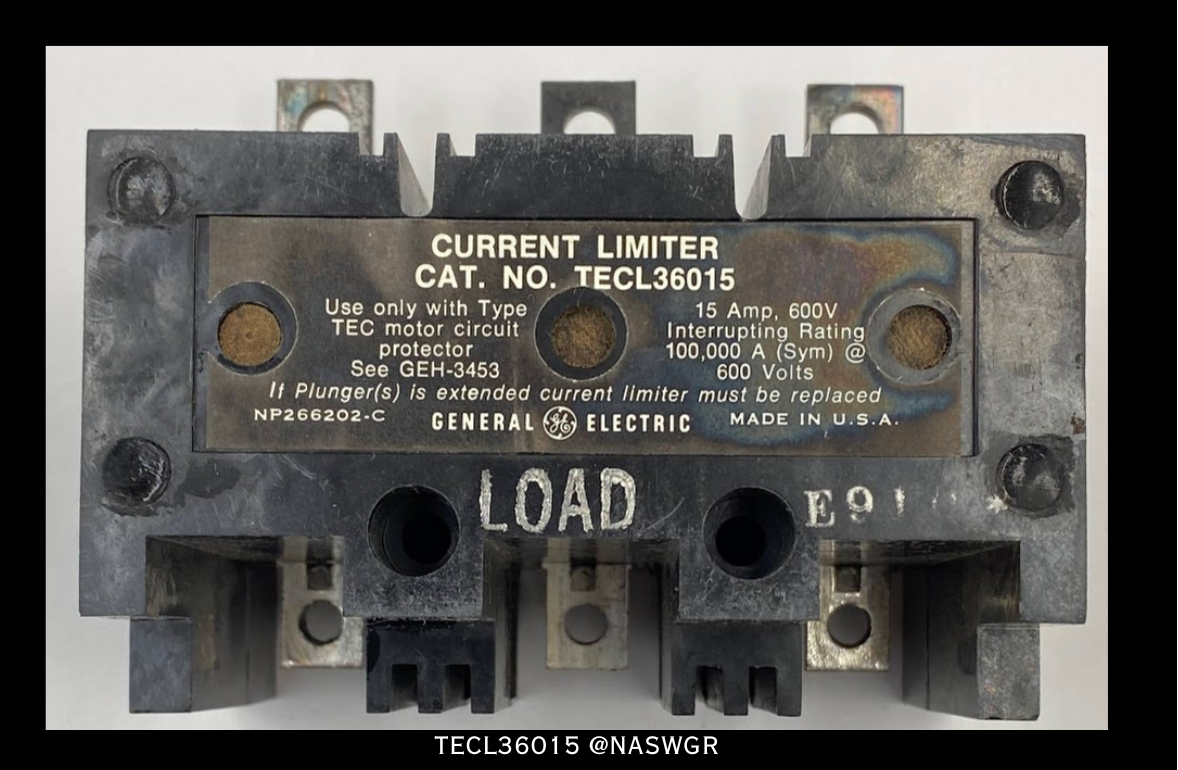 CURRENT LIMITER
CAT. NO. TECL36015
Use only with Type
TEC motor circuit
protector
See GEH-3453
15 Amp, 600V
Interrupting Rating
100,000 A (Sym) @
600 Volts
If Plunger(s) is extended current limiter must be replaced
NP266202-C
GENERAL GE ELECTRIC
MADE IN U.S.A.
LOAD
TECL36015 @NASWGR